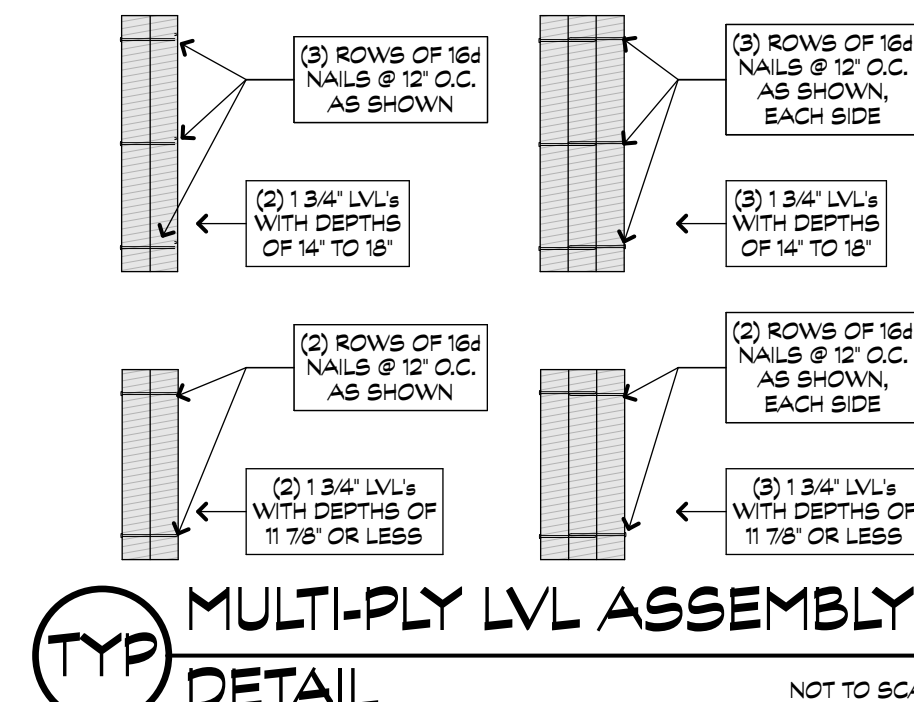 (3) ROWS OF 16d
NAILS @ 12" O.C.
AS SHOWN
(2) 1 3/4" LVL's
WITH DEPTHS
OF 14" TO 18"
(3) ROWS OF 16d
NAILS @ 12" O.C.
AS SHOWN,
EACH SIDE
(3) 1 3/4" LVL's
WITH DEPTHS
OF 14" TO 18"
(2) ROWS OF 16d
NAILS @ 12" O.C.
AS SHOWN
(2) 1 3/4" LVL's
WITH DEPTHS OF
11 7/8" OR LESS
(2) ROWS OF 16d
NAILS @ 12" O.C.
AS SHOWN,
EACH SIDE
(3) 1 3/4" LVL's
WITH DEPTHS OF
11 7/8" OR LESS
TYP
MULTI-PLY LVL ASSEMBLY
DETAIL
NOT TO